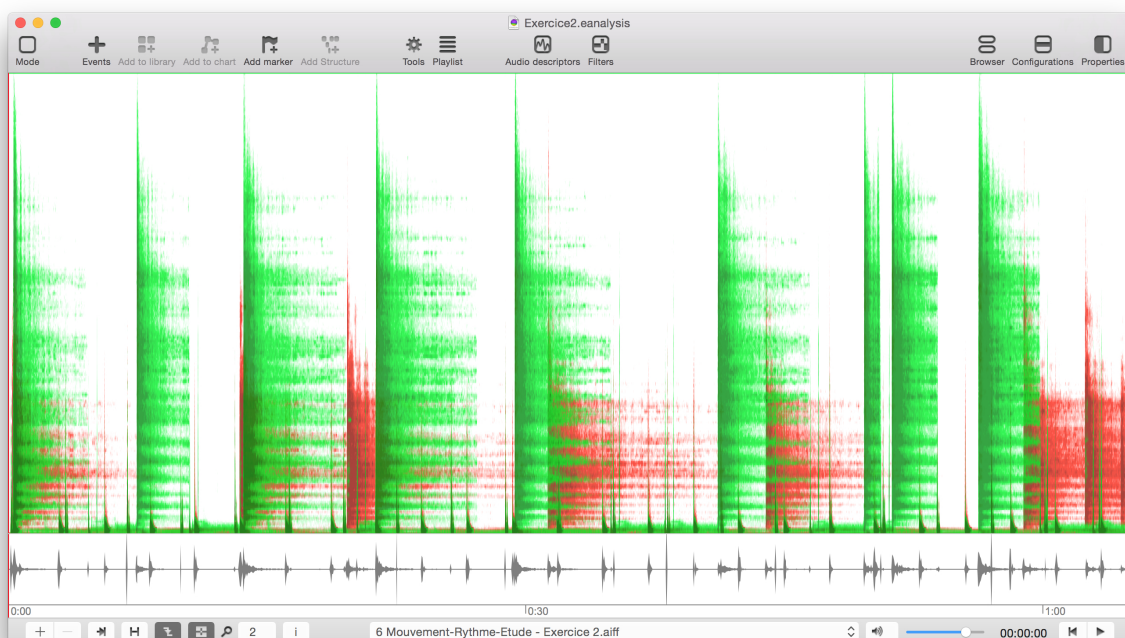 Exercice2.eanalysis
Mode Events Add to library Add to chart Add marker Add Structure Tools Playlist Audio descriptors Filters Browser Configurations Properties
0:00 0:30 1:00
2 i 6 Mouvement-Rythme-Etude - Exercice 2.aiff 00:00:00